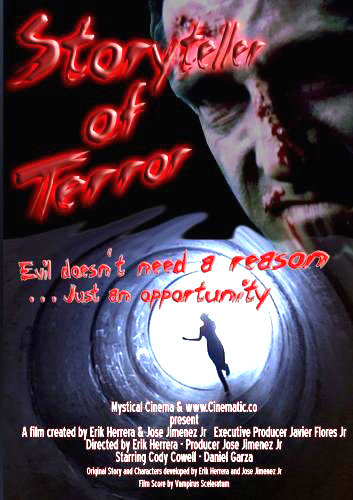 Storyteller
of
Terror
Evil doesn't need a reason
... Just an opportunity
Mystical Cinema & www.Cinematic.co
present
A film created by Erik Herrera & Jose Jimenez Jr Executive Producer Javier Flores Jr
Directed by Erik Herrera - Producer Jose Jimenez Jr
Starring Cody Cowell - Daniel Garza
Original Story and Characters developed by Erik Herrera and Jose Jimenez Jr
Film Score by Vampirus Sceleratum